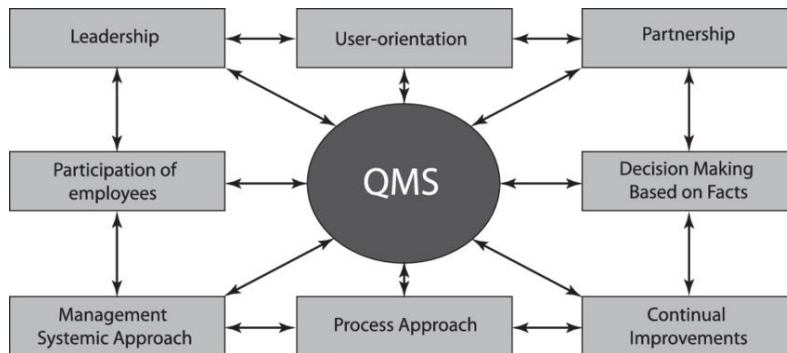 Leadership
User-orientation
Partnership
Participation of
employees
QMS
Decision Making
Based on Facts
Management
Systemic Approach
Process Approach
Continual
Improvements